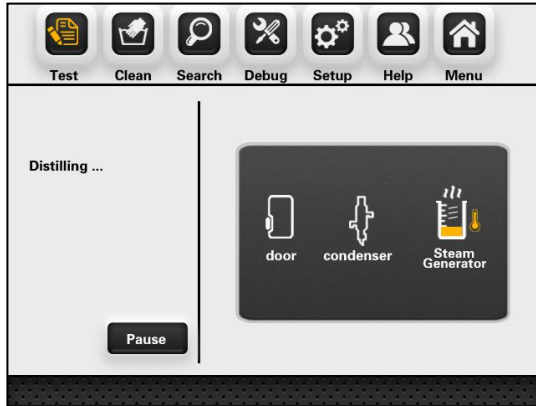 Test Clean Search Debug Setup Help Menu
Distilling ...
door condenser Steam
Generator
Pause